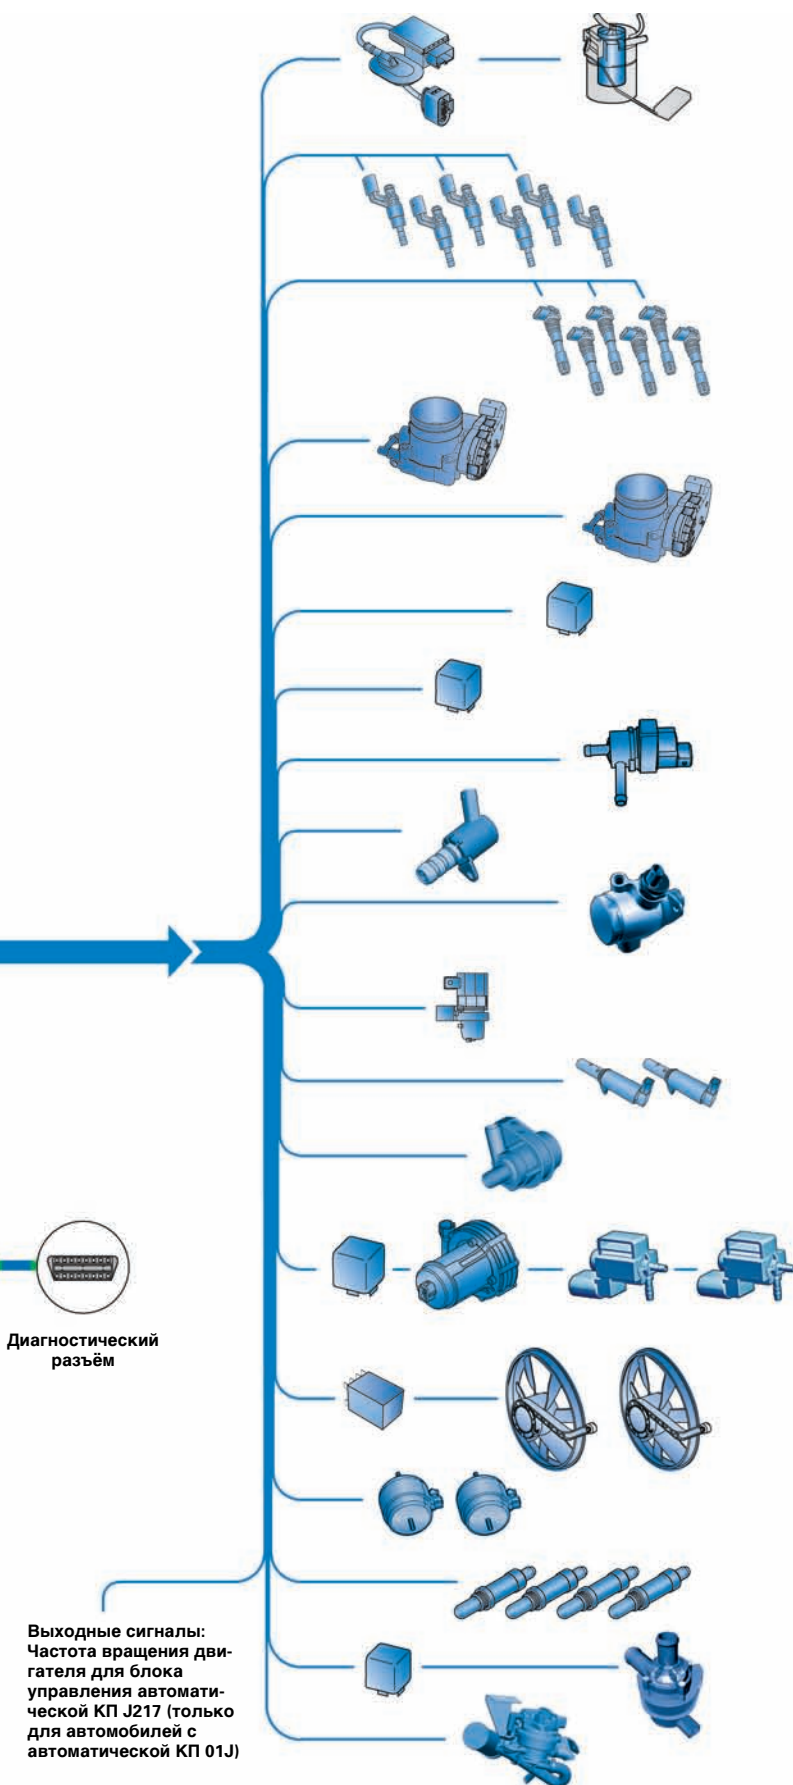 Диагностический
разъём
Выходные сигналы:
Частота вращения дви-
гателя для блока
управления автомати-
ческой КП J217 (только
для автомобилей с
автоматической КП 01J)